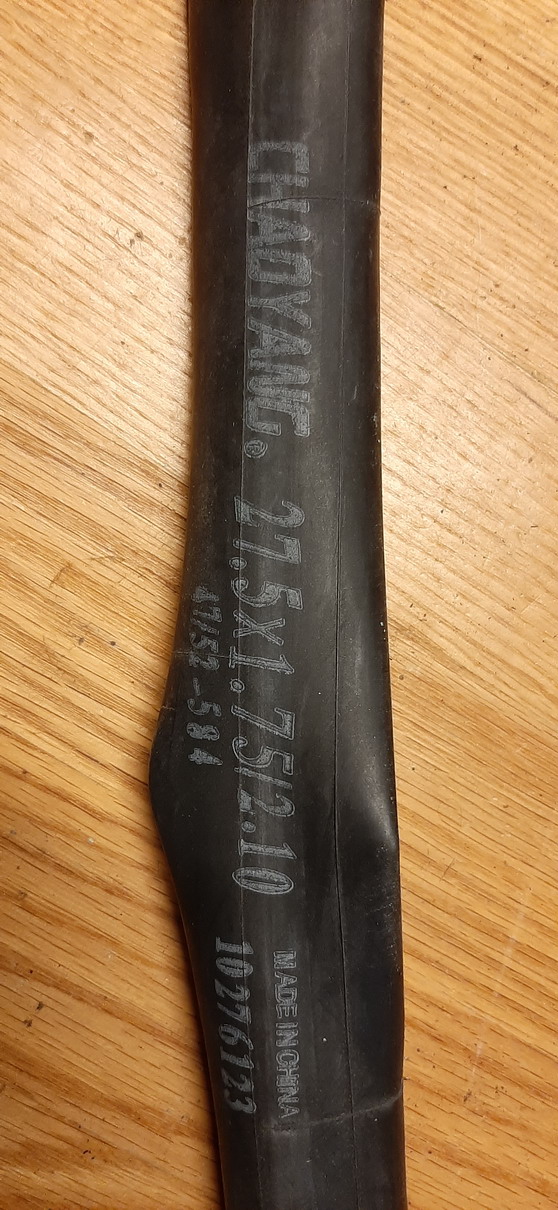 CHAOYANG® 27.5x1.75/2.10
47/52-584
MADE IN CHINA
10276123